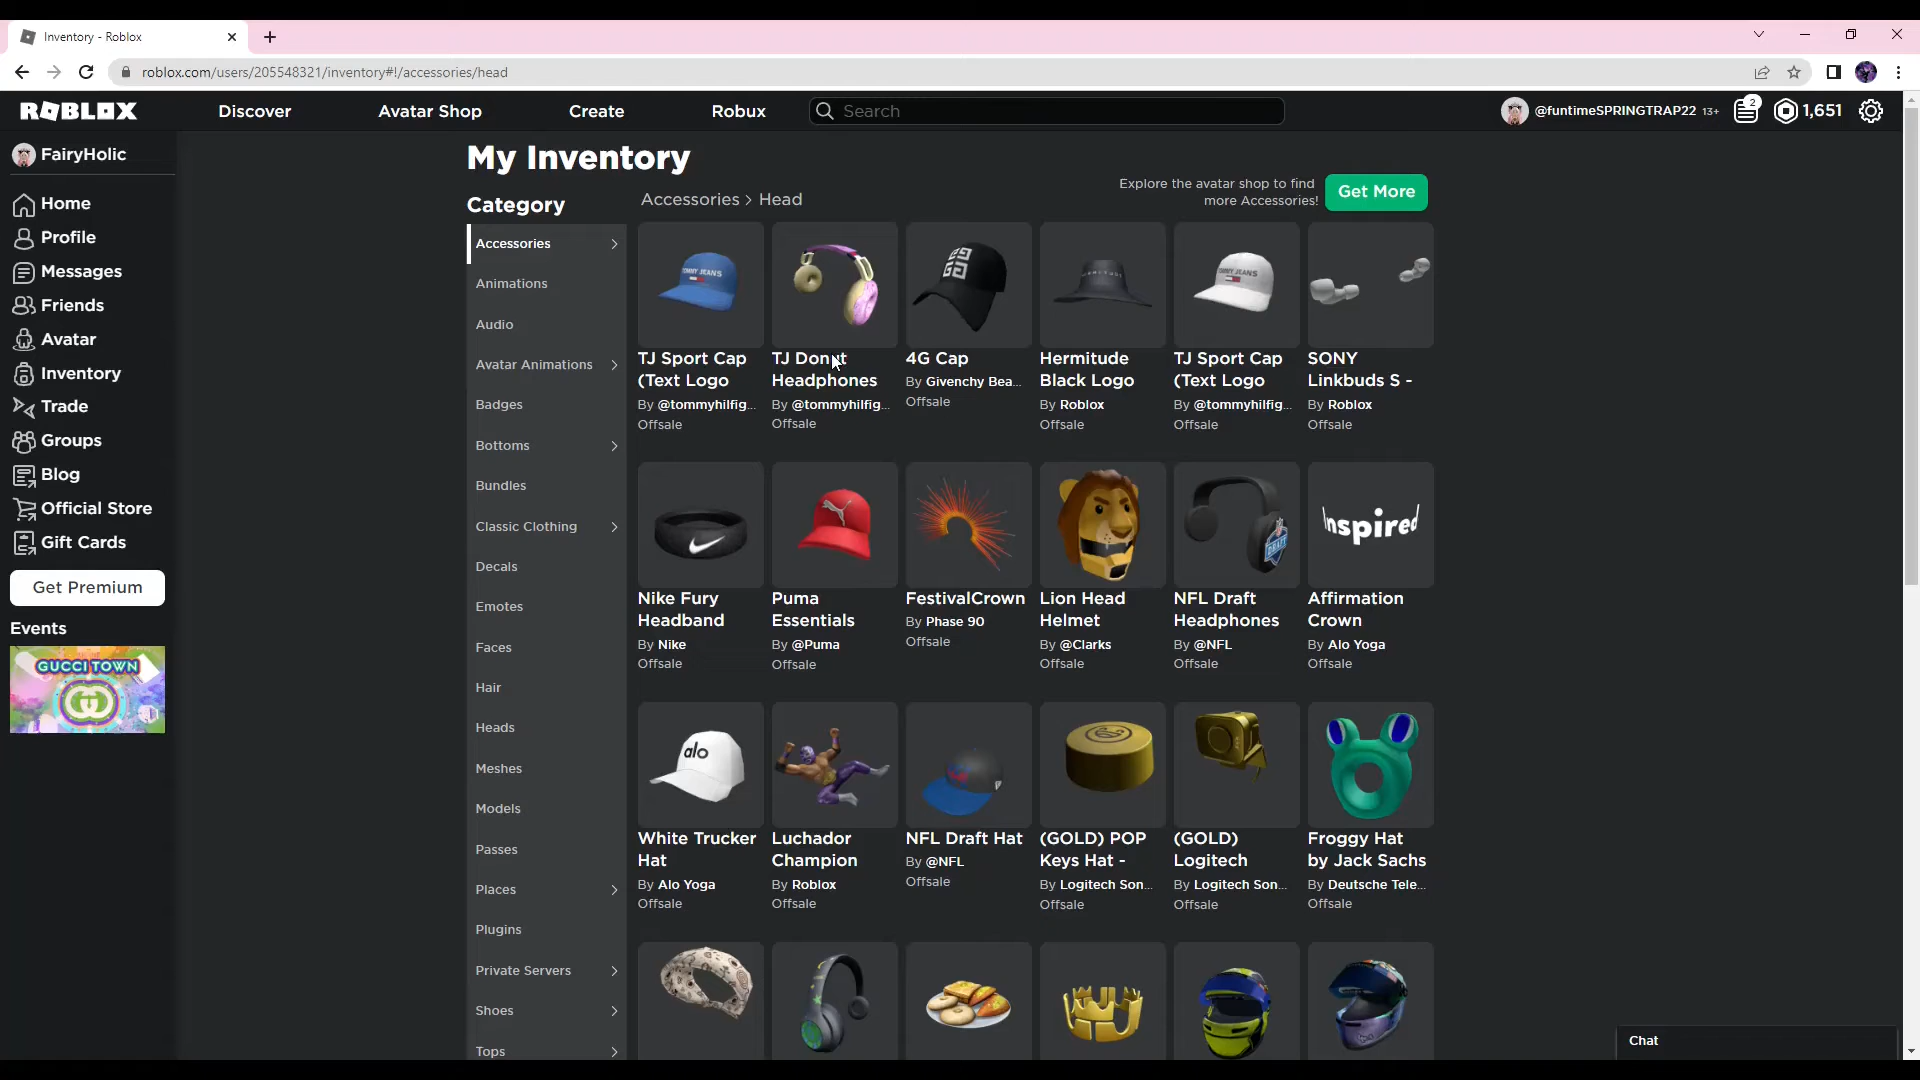 Inventory - Roblox
roblox.com/users/205548321/inventory#!/accessories/head
ROBLOX
Discover
Avatar Shop
Create
Robux
Search
@funtimeSPRINGTRAP22 13+
2
1,651
FairyHolic
Home
Profile
Messages
Friends
Avatar
Inventory
Trade
Groups
Blog
Official Store
Gift Cards
Get Premium
Events
GUCCI TOWN
My Inventory
Category
Accessories
Animations
Audio
Avatar Animations
Badges
Bottoms
Bundles
Classic Clothing
Decals
Emotes
Faces
Hair
Heads
Meshes
Models
Passes
Places
Plugins
Private Servers
Shoes
Tops
Accessories > Head
Explore the avatar shop to find
more Accessories!
Get More
TOMMY JEANS
TJ Sport Cap
(Text Logo
By @tommyhilfig...
Offsale
TJ Donut
Headphones
By @tommyhilfig...
Offsale
4G Cap
By Givenchy Bea...
Offsale
HERMITUDE
Hermitude
Black Logo
By Roblox
Offsale
TOMMY JEANS
TJ Sport Cap
(Text Logo
By @tommyhilfig...
Offsale
SONY
Linkbuds S -
By Roblox
Offsale
Nike Fury
Headband
By Nike
Offsale
Puma
Essentials
By @Puma
Offsale
FestivalCrown
By Phase 90
Offsale
Lion Head
Helmet
By @Clarks
Offsale
DRAFT
NFL Draft
Headphones
By @NFL
Offsale
inspired
Affirmation
Crown
By Alo Yoga
Offsale
alo
White Trucker
Hat
By Alo Yoga
Offsale
Luchador
Champion
By Roblox
Offsale
NFL Draft Hat
By @NFL
Offsale
(GOLD) POP
Keys Hat -
By Logitech Son...
Offsale
(GOLD)
Logitech
By Logitech Son...
Offsale
Froggy Hat
by Jack Sachs
By Deutsche Tele...
Offsale
Chat